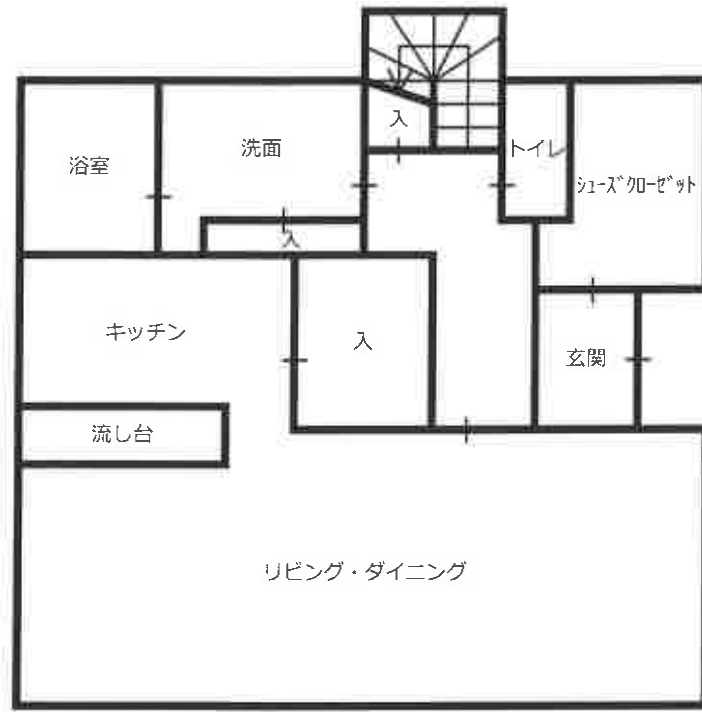 入
浴室
洗面
トイレ
ｼｭｰｽﾞｸﾛｰｾﾞｯﾄ
入
キッチン
入
玄関
流し台
リビング・ダイニング